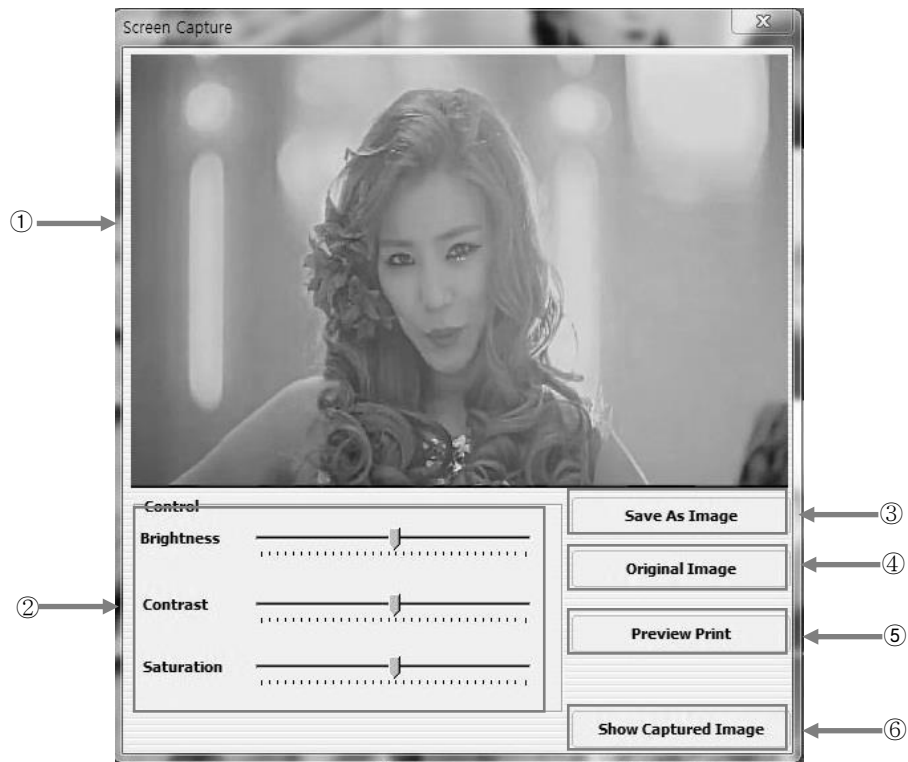 Screen Capture
x
①
Control
Brightness
Contrast
Saturation
②
Save As Image
③
Original Image
④
Preview Print
⑤
Show Captured Image
⑥